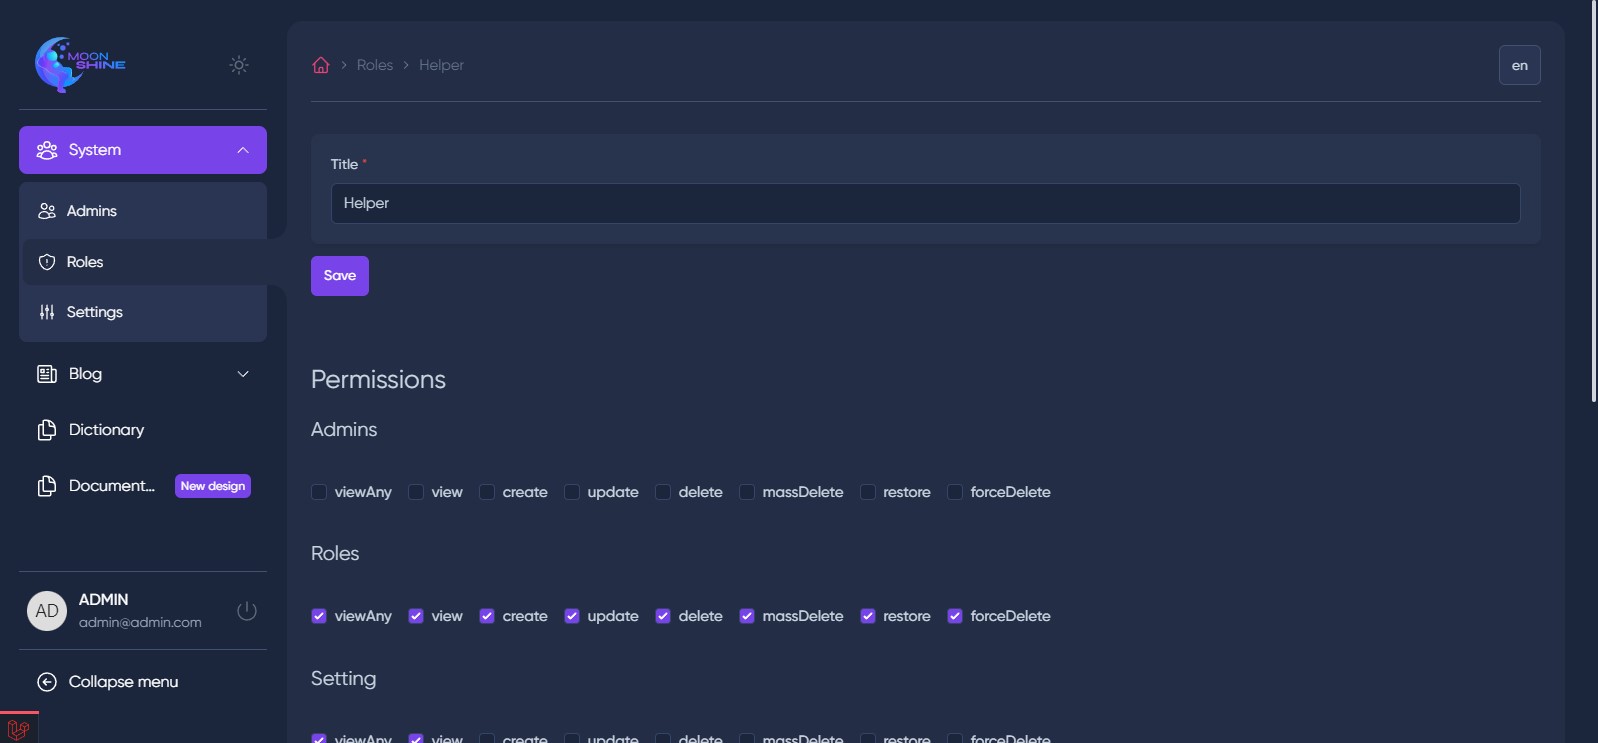 MOON
SHINE
System
Admins
Roles
Settings
Blog
Dictionary
Document... New design
AD
ADMIN
admin@admin.com
Collapse menu
Roles > Helper
en
Title *
Helper
Save
Permissions
Admins
viewAny view create update delete massDelete restore forceDelete
Roles
viewAny view create update delete massDelete restore forceDelete
Setting
viewAny view create update delete massDelete restore forceDelete